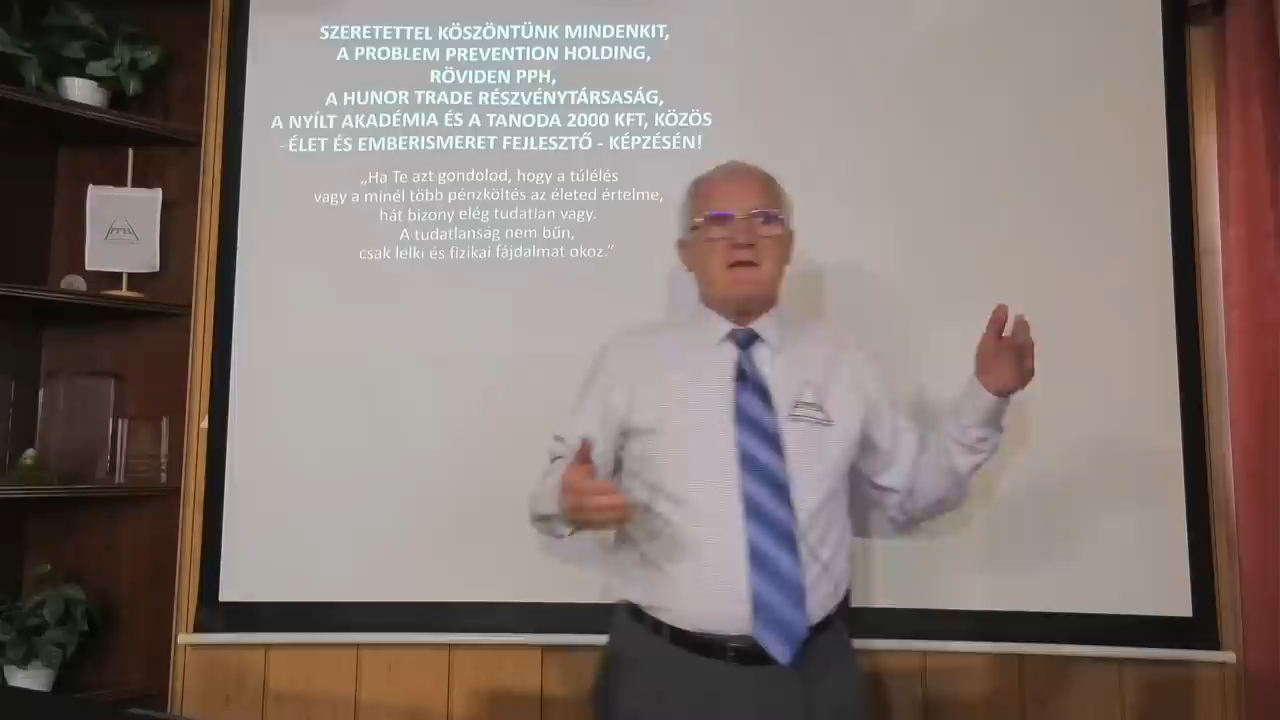 SZERETETTEL KÖSZÖNTÜNK MINDENKIT,
A PROBLEM PREVENTION HOLDING,
RÖVIDEN PPH,
A HUNOR TRADE RÉSZVÉNYTÁRSASÁG,
A NYÍLT AKADÉMIA ÉS A TANODA 2000 KFT, KÖZÖS
- ÉLET ÉS EMBERISMERET FEJLESZTŐ - KÉPZÉSÉN!
„Ha Te azt gondolod, hogy a túlélés
vagy a minél több pénzköltés az életed értelme,
hát bizony elég tudatlan vagy.
A tudatlanság nem bűn,
csak lelki és fizikai fájdalmat okoz.”